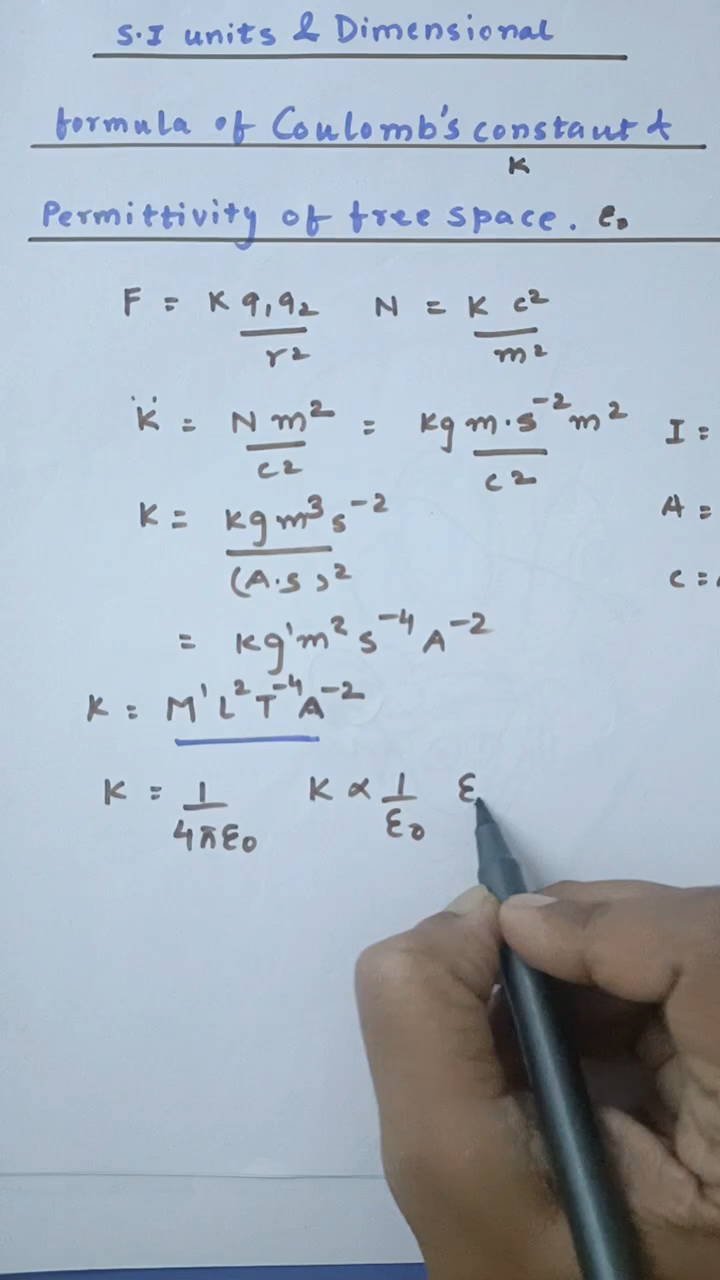 S.I units & Dimensional
formula of Coulomb's constant &
K
Permittivity of free space. ε₀
F = K q₁q₂ / r² N = K c² / m²
K = N m² / c² = kg m·s⁻² m² / c² I =
K = kg m³ s⁻² / (A.s)² A =
C =
= kg¹ m² s⁻⁴ A⁻²
K = M¹ L² T⁻⁴ A⁻²
K = 1 / 4πε₀ K ∝ 1 / ε₀ ε